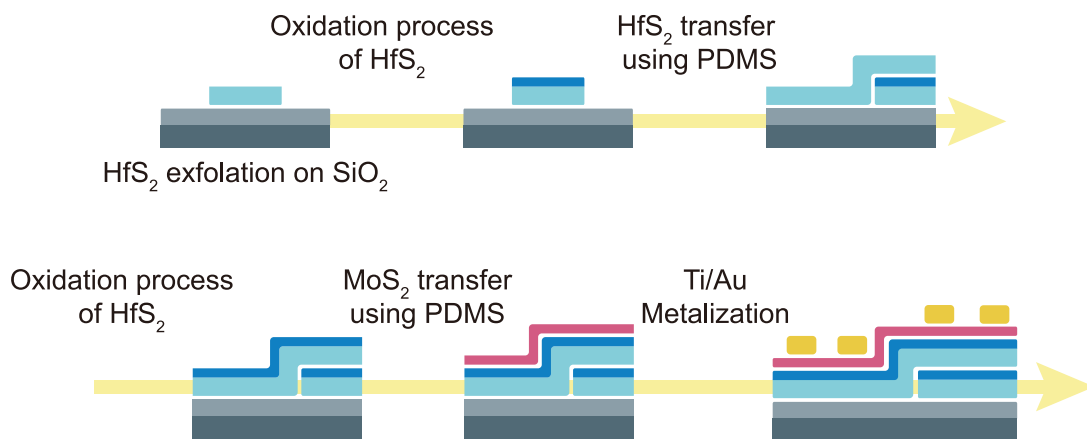 Oxidation process
of HfS₂
HfS₂ transfer
using PDMS
HfS₂ exfolation on SiO₂
Oxidation process
of HfS₂
MoS₂ transfer
using PDMS
Ti/Au
Metalization